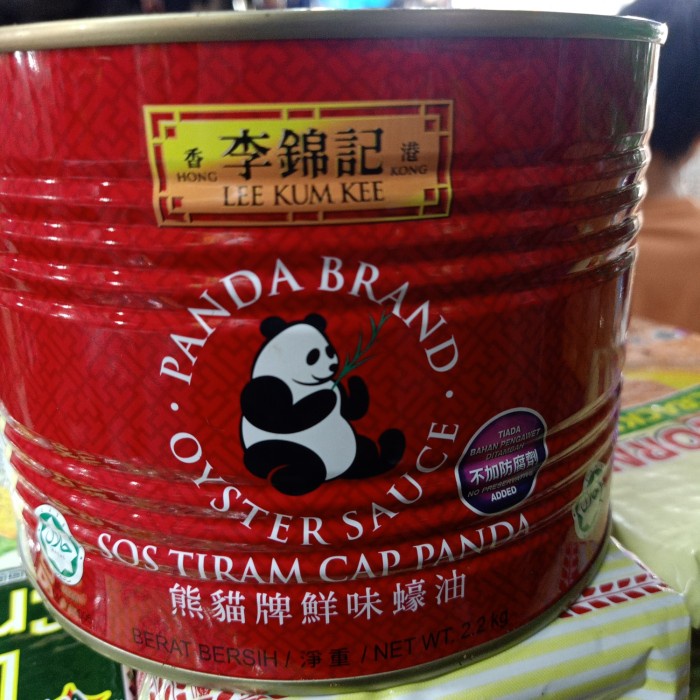 香 李錦記 港
HONG KONG
LEE KUM KEE
PANDA BRAND
· OYSTER SAUCE ·
TIADA
BAHAN PENGAWET
DITAMBAH
不加防腐劑
NO PRESERVATIVES
ADDED
حلال
SOS TIRAM CAP PANDA
熊貓牌鮮味蠔油
BERAT BERSIH / 淨重 / NET WT. 2.2 kg